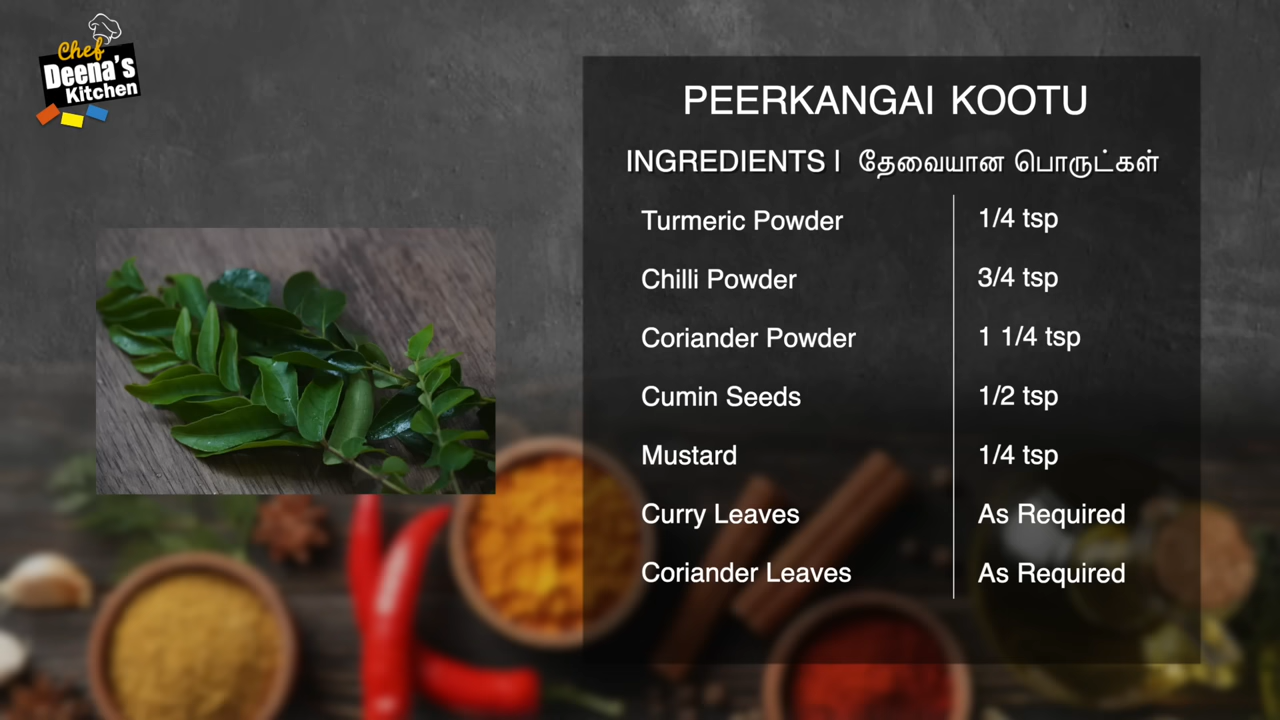 Chef
Deena's
Kitchen
PEERKANGAI KOOTU
INGREDIENTS | தேவையான பொருட்கள்
Turmeric Powder 1/4 tsp
Chilli Powder 3/4 tsp
Coriander Powder 1 1/4 tsp
Cumin Seeds 1/2 tsp
Mustard 1/4 tsp
Curry Leaves As Required
Coriander Leaves As Required